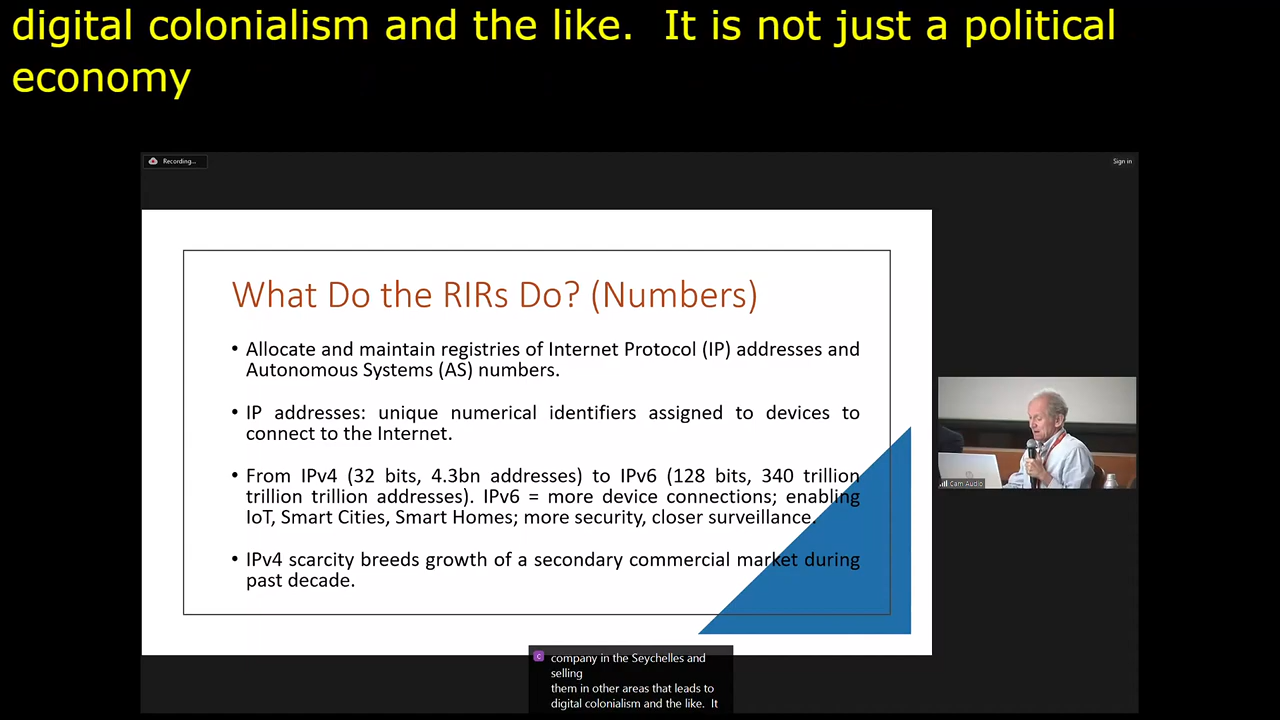 digital colonialism and the like.  It is not just a political
economy
Recording...
Sign in
What Do the RIRs Do? (Numbers)
• Allocate and maintain registries of Internet Protocol (IP) addresses and
Autonomous Systems (AS) numbers.
• IP addresses: unique numerical identifiers assigned to devices to
connect to the Internet.
• From IPv4 (32 bits, 4.3bn addresses) to IPv6 (128 bits, 340 trillion
trillion trillion addresses). IPv6 = more device connections; enabling
IoT, Smart Cities, Smart Homes; more security, closer surveillance.
• IPv4 scarcity breeds growth of a secondary commercial market during
past decade.
Cam Audio
C
company in the Seychelles and
selling
them in other areas that leads to
digital colonialism and the like.  It